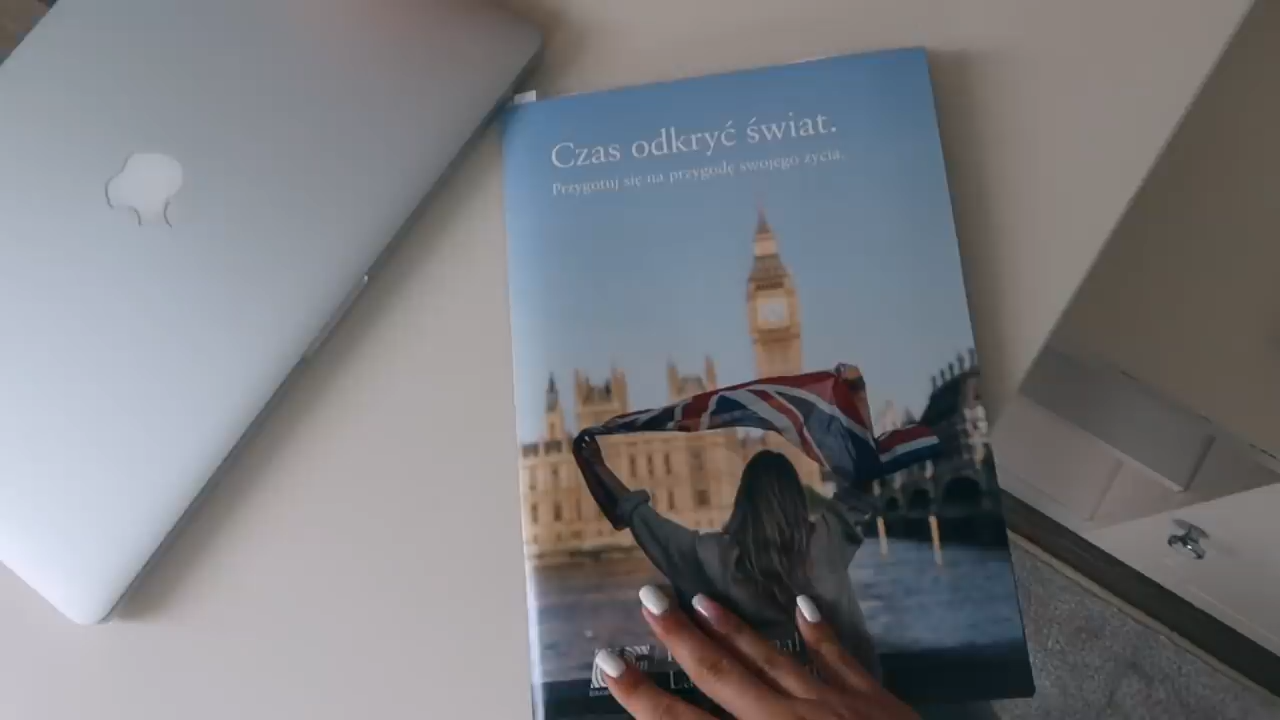 Czas odkryć świat.
Przygotuj się na przygodę swojego życia.